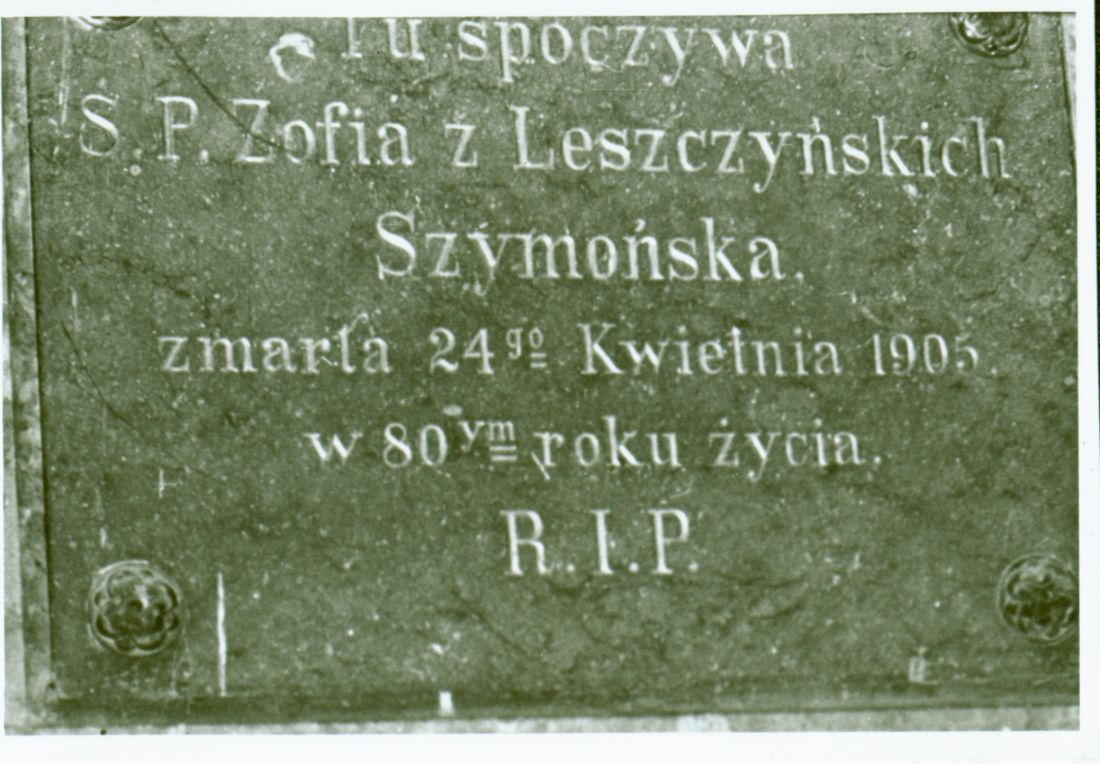 Tu spoczywa
S.P. Zofia z Leszczyńskich
Szymońska.
zmarła 24go Kwietnia 1905.
w 80ym roku życia.
R.I.P.